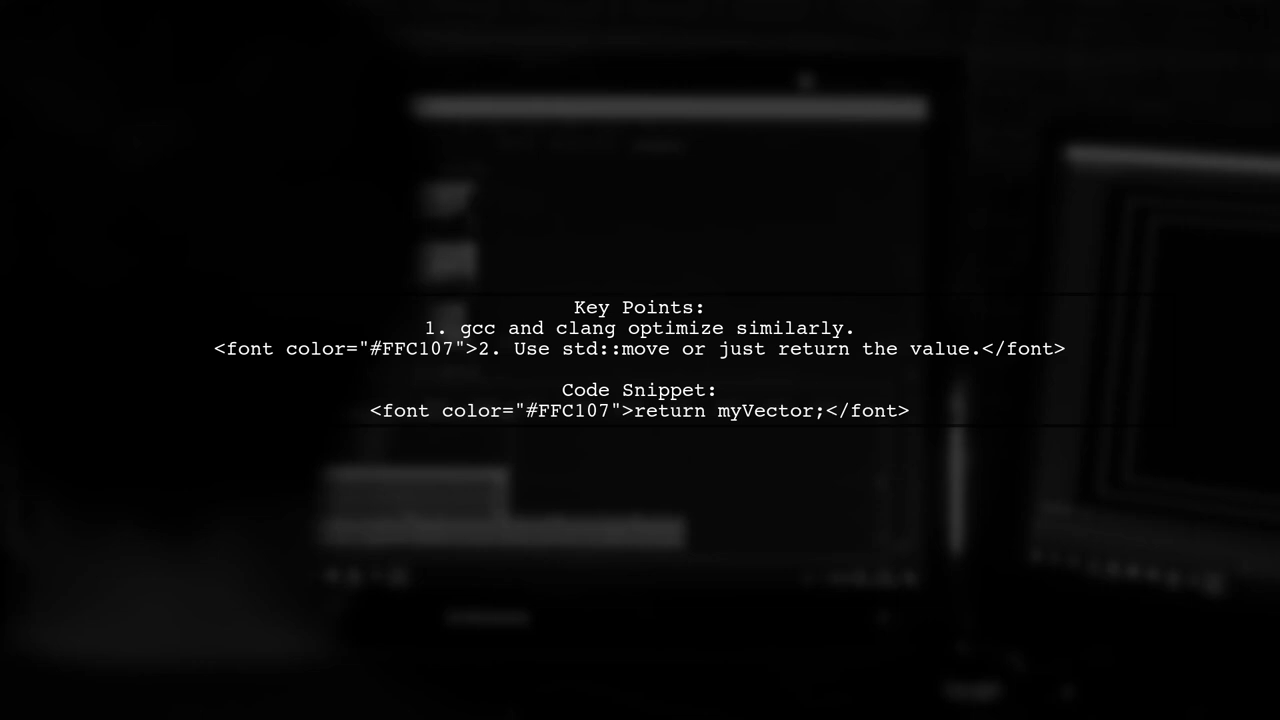 Key Points:
1. gcc and clang optimize similarly.
<font color="#FFC107">2. Use std::move or just return the value.</font>
Code Snippet:
<font color="#FFC107">return myVector;</font>